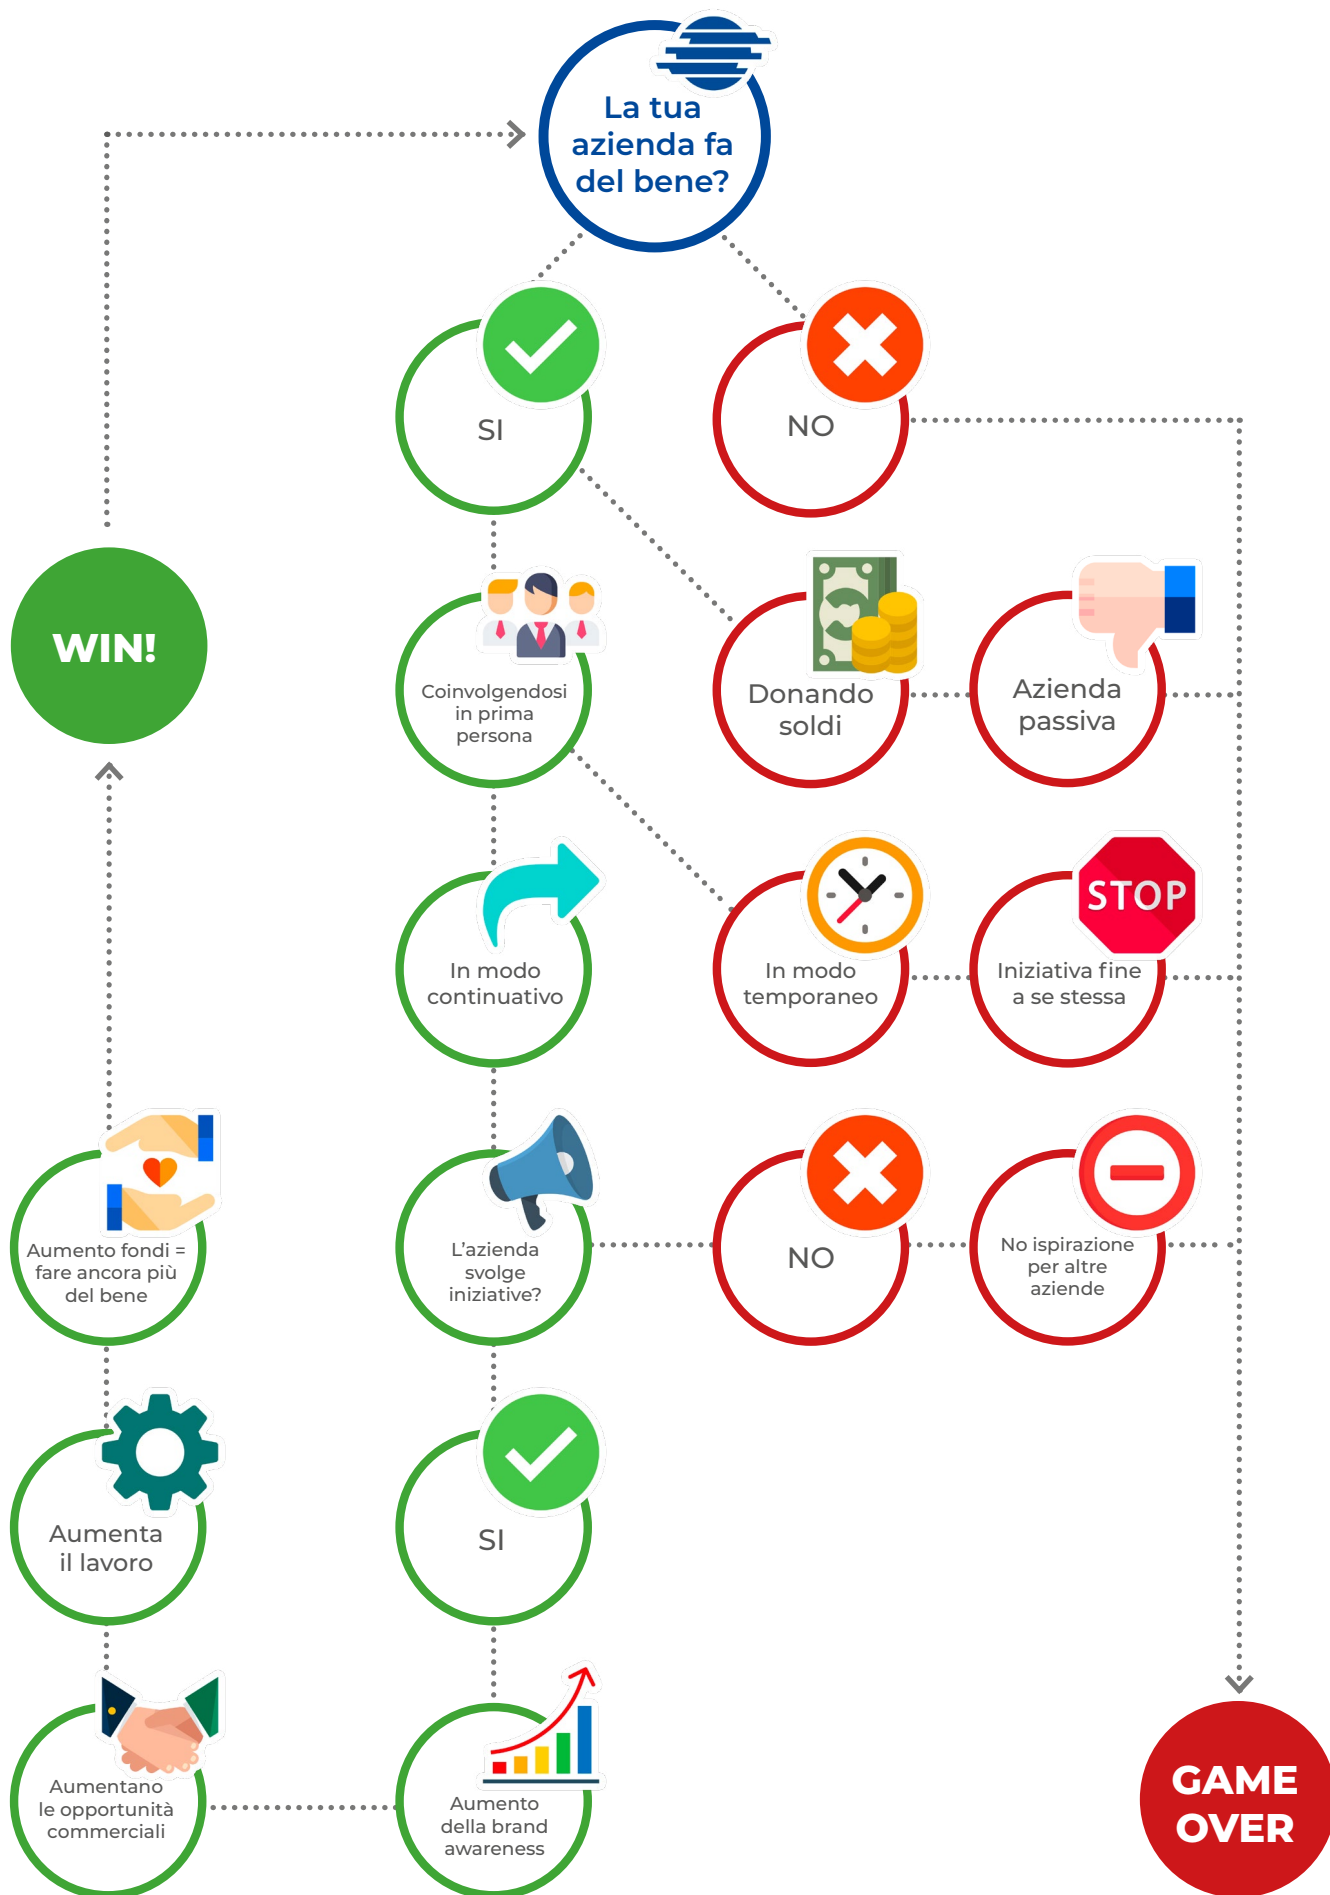 La tua
azienda fa
del bene?
SI
NO
WIN!
Coinvolgendosi
in prima
persona
Donando
soldi
Azienda
passiva
In modo
continuativo
In modo
temporaneo
STOP
Iniziativa fine
a se stessa
Aumento fondi =
fare ancora più
del bene
L’azienda
svolge
iniziative?
NO
No ispirazione
per altre
aziende
Aumenta
il lavoro
SI
Aumentano
le opportunità
commerciali
Aumento
della brand
awareness
GAME
OVER